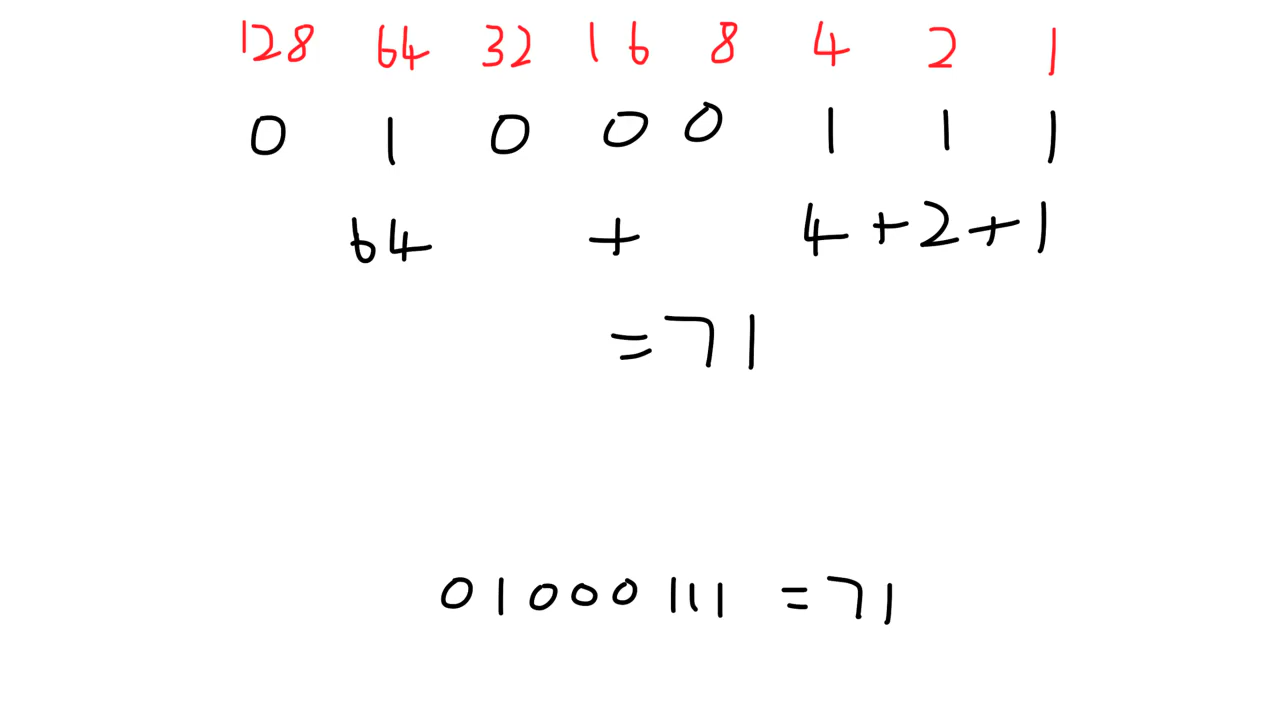 128 64 32 16 8 4 2 1
0 1 0 0 0 1 1 1
64 + 4+2+1
=71
01000111 =71